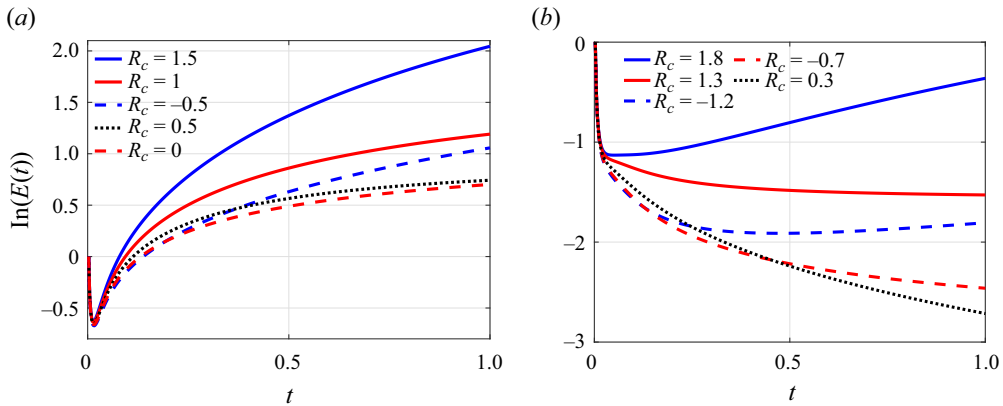 (a)
ln(E(t))
2.0
1.5
1.0
0.5
0
–0.5
R_c = 1.5
R_c = 1
R_c = –0.5
R_c = 0.5
R_c = 0
0 0.5 1.0
t
(b)
0
–1
–2
–3
R_c = 1.8 R_c = –0.7
R_c = 1.3 R_c = 0.3
R_c = –1.2
0 0.5 1.0
t